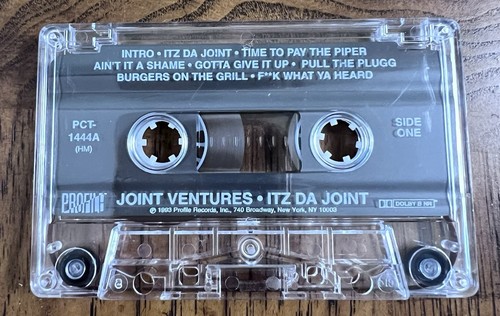 INTRO • ITZ DA JOINT • TIME TO PAY THE PIPER
AIN'T IT A SHAME • GOTTA GIVE IT UP • PULL THE PLUGG
BURGERS ON THE GRILL • F**K WHAT YA HEARD
PCT-
1444A
(HM)
SIDE
ONE
PROFILE
JOINT VENTURES • ITZ DA JOINT
DOLBY B NR
℗ 1993 Profile Records, Inc., 740 Broadway, New York, NY 10003
8